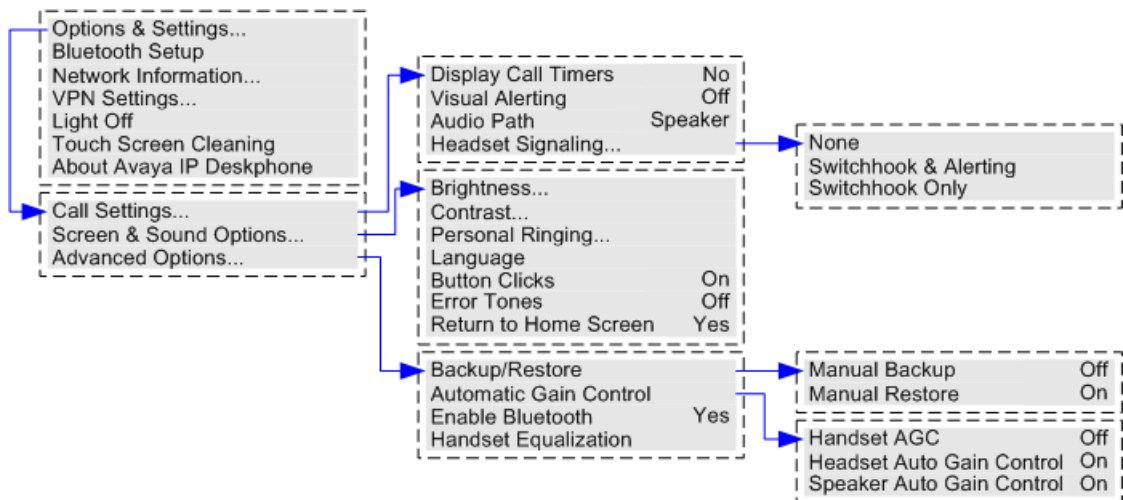 Options & Settings...
Bluetooth Setup
Network Information...
VPN Settings...
Light Off
Touch Screen Cleaning
About Avaya IP Deskphone
Call Settings...
Screen & Sound Options...
Advanced Options...
Display Call Timers No
Visual Alerting Off
Audio Path Speaker
Headset Signaling...
Brightness...
Contrast...
Personal Ringing...
Language
Button Clicks On
Error Tones Off
Return to Home Screen Yes
Backup/Restore
Automatic Gain Control
Enable Bluetooth Yes
Handset Equalization
None
Switchhook & Alerting
Switchhook Only
Manual Backup Off
Manual Restore On
Handset AGC Off
Headset Auto Gain Control On
Speaker Auto Gain Control On